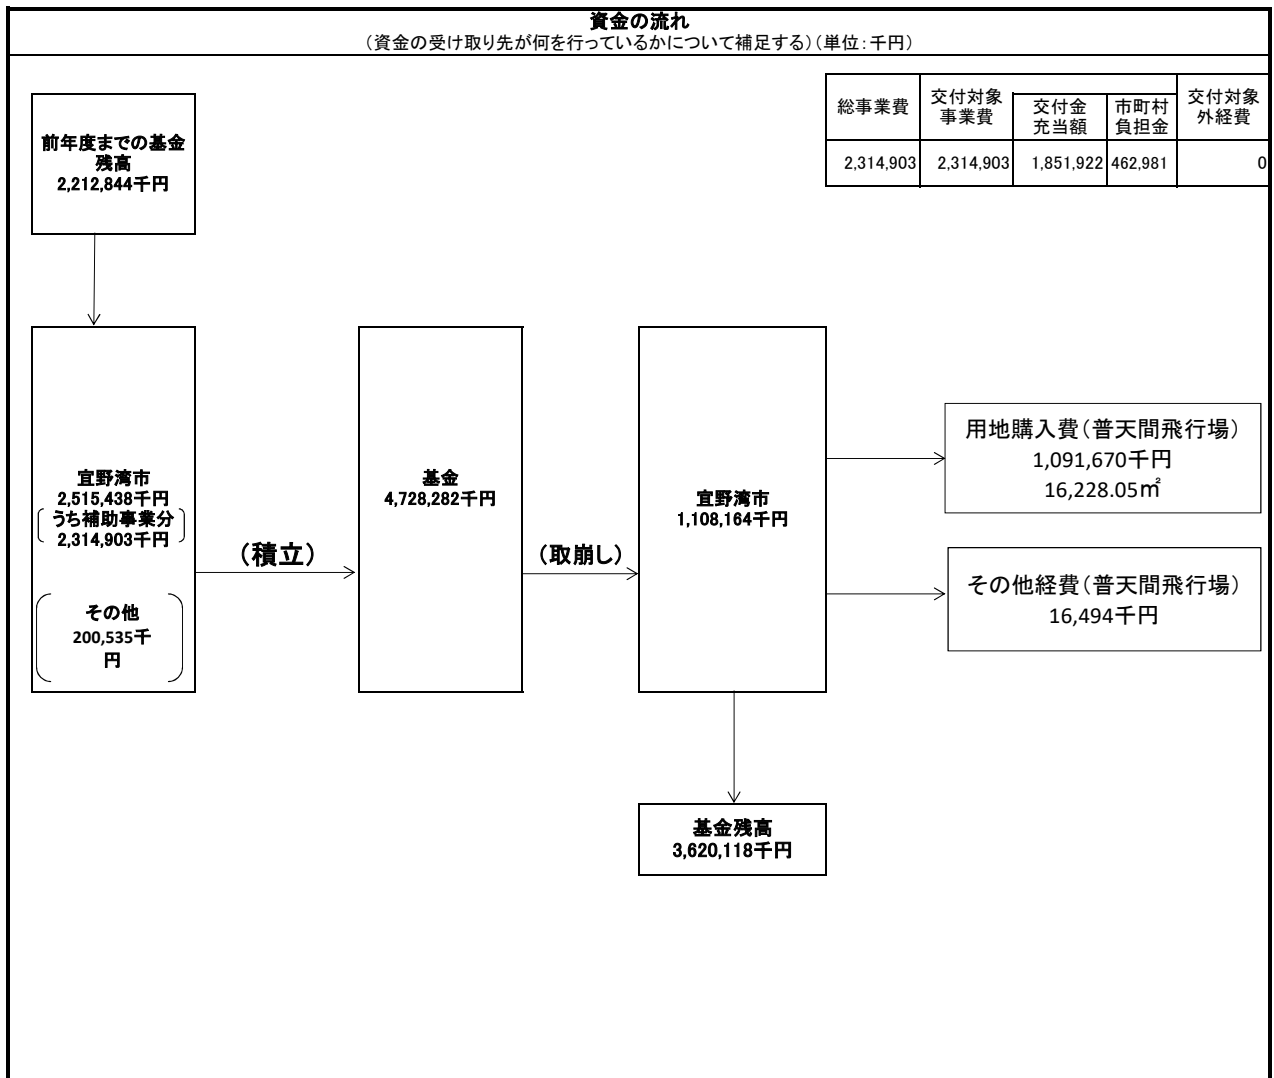 資金の流れ
（資金の受け取り先が何を行っているかについて補足する）（単位：千円）
総事業費
交付対象
事業費
交付金
充当額
市町村
負担金
交付対象
外経費
2,314,903
2,314,903
1,851,922
462,981
0
前年度までの基金
残高
2,212,844千円
宜野湾市
2,515,438千円
うち補助事業分
2,314,903千円
その他
200,535千
円
（積立）
基金
4,728,282千円
（取崩し）
宜野湾市
1,108,164千円
用地購入費（普天間飛行場）
1,091,670千円
16,228.05㎡
その他経費（普天間飛行場）
16,494千円
基金残高
3,620,118千円